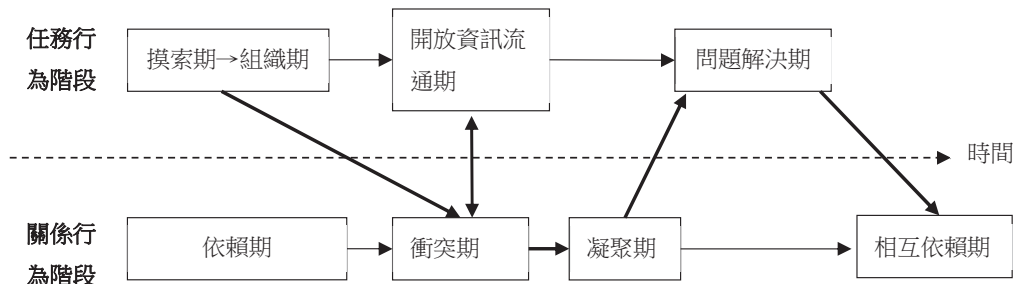 任務行
為階段
摸索期→組織期
開放資訊流
通期
問題解決期
時間
關係行
為階段
依賴期
衝突期
凝聚期
相互依賴期